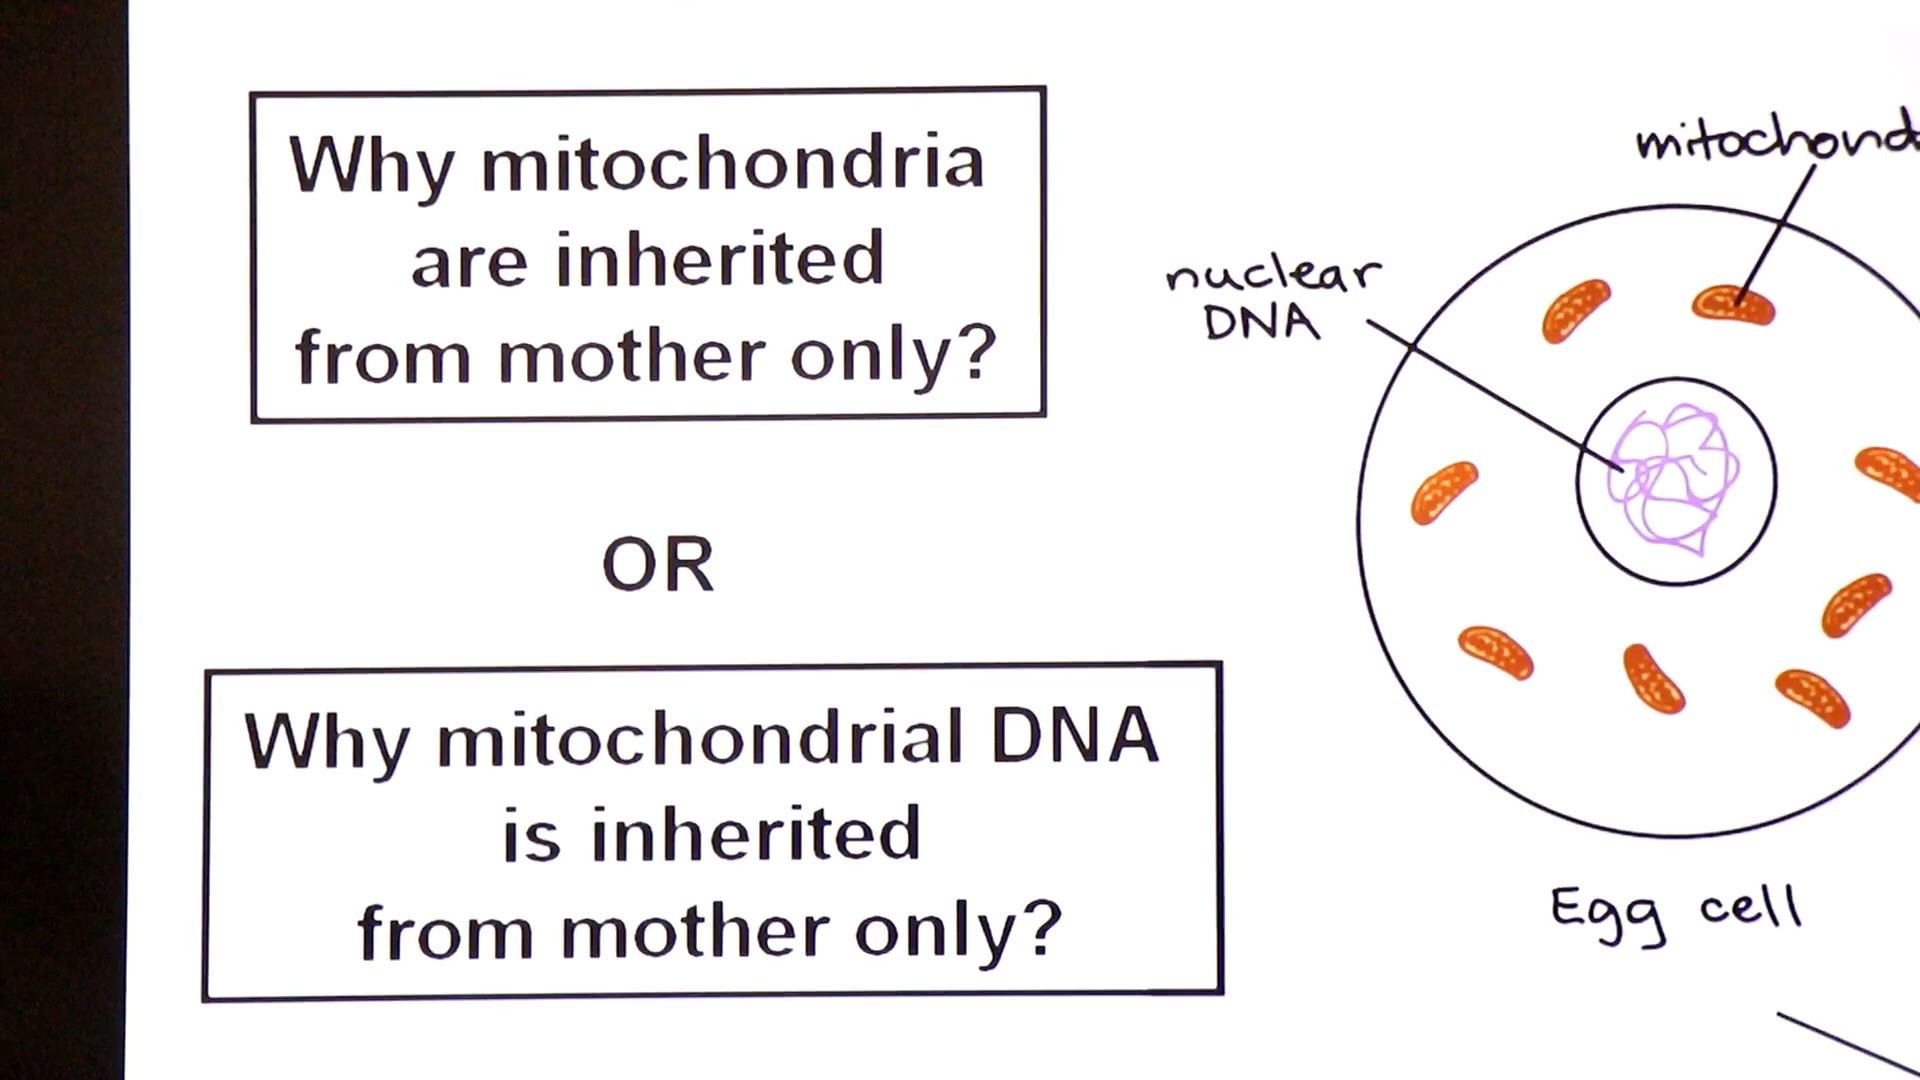 Why mitochondria
are inherited
from mother only?
OR
Why mitochondrial DNA
is inherited
from mother only?
mitochond
nuclear
DNA
Egg cell